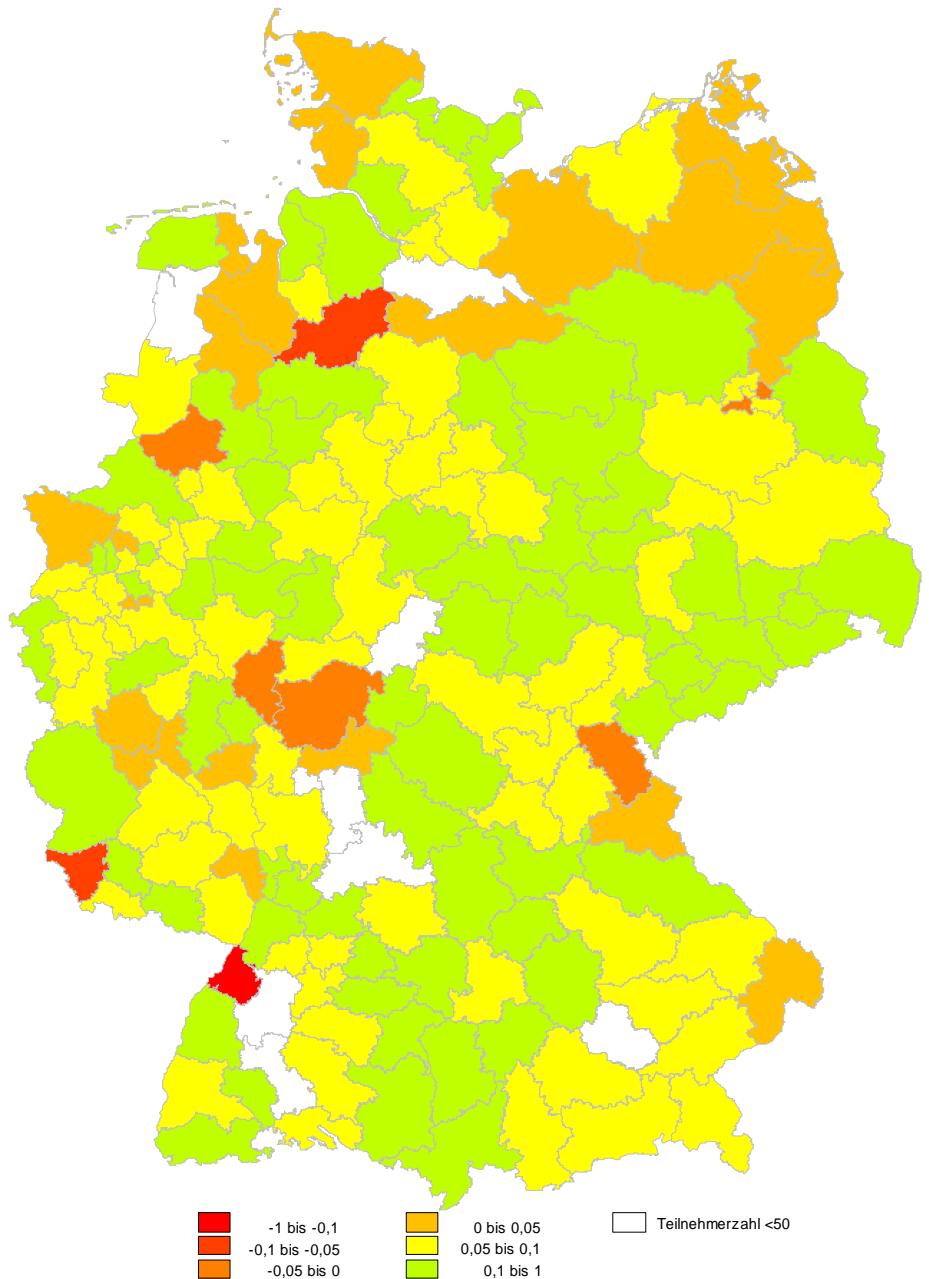 -1 bis -0,1
0 bis 0,05
Teilnehmerzahl <50
-0,1 bis -0,05
0,05 bis 0,1
-0,05 bis 0
0,1 bis 1